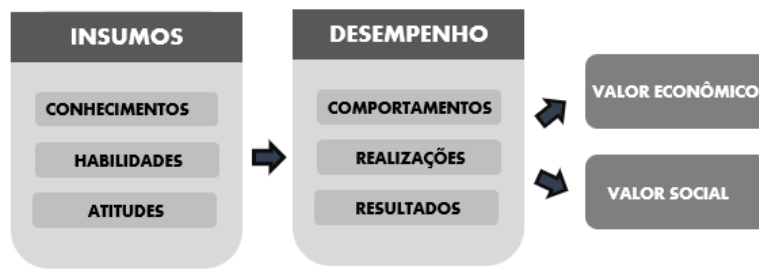 INSUMOS
CONHECIMENTOS
HABILIDADES
ATITUDES
DESEMPENHO
COMPORTAMENTOS
REALIZAÇÕES
RESULTADOS
VALOR ECONÔMICO
VALOR SOCIAL